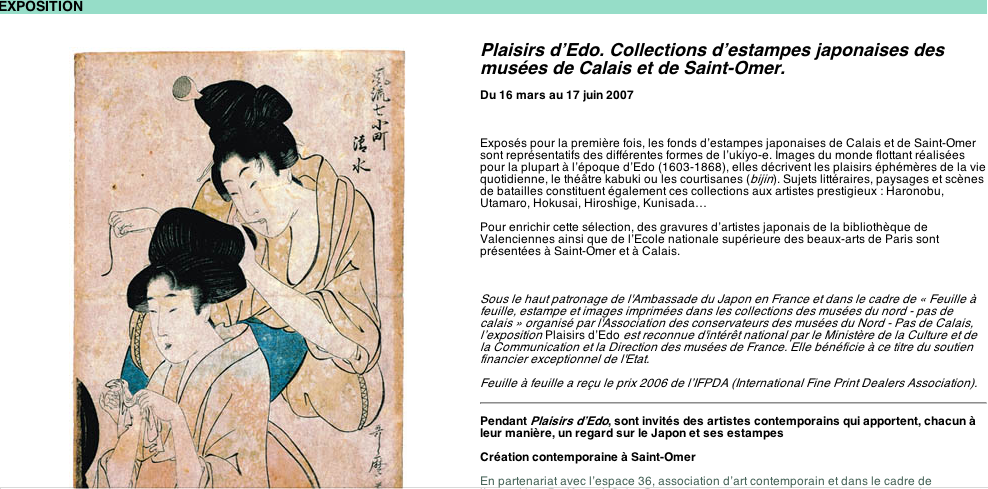 EXPOSITION
風流七小町
清水
哥麿
Plaisirs d’Edo. Collections d’estampes japonaises des
musées de Calais et de Saint-Omer.
Du 16 mars au 17 juin 2007
Exposés pour la première fois, les fonds d’estampes japonaises de Calais et de Saint-Omer
sont représentatifs des différentes formes de l’ukiyo-e. Images du monde flottant réalisées
pour la plupart à l’époque d’Edo (1603-1868), elles décrivent les plaisirs éphémères de la vie
quotidienne, le théâtre kabuki ou les courtisanes (bijin). Sujets littéraires, paysages et scènes
de batailles constituent également ces collections aux artistes prestigieux : Haronobu,
Utamaro, Hokusai, Hiroshige, Kunisada…
Pour enrichir cette sélection, des gravures d’artistes japonais de la bibliothèque de
Valenciennes ainsi que de l’Ecole nationale supérieure des beaux-arts de Paris sont
présentées à Saint-Omer et à Calais.
Sous le haut patronage de l'Ambassade du Japon en France et dans le cadre de « Feuille à
feuille, estampe et images imprimées dans les collections des musées du nord - pas de
calais » organisé par l’Association des conservateurs des musées du Nord - Pas de Calais,
l’exposition Plaisirs d’Edo est reconnue d’intérêt national par le Ministère de la Culture et de
la Communication et la Direction des musées de France. Elle bénéficie à ce titre du soutien
financier exceptionnel de l’Etat.
Feuille à feuille a reçu le prix 2006 de l’IFPDA (International Fine Print Dealers Association).
Pendant Plaisirs d’Edo, sont invités des artistes contemporains qui apportent, chacun à
leur manière, un regard sur le Japon et ses estampes
Création contemporaine à Saint-Omer
En partenariat avec l’espace 36, association d’art contemporain et dans le cadre de